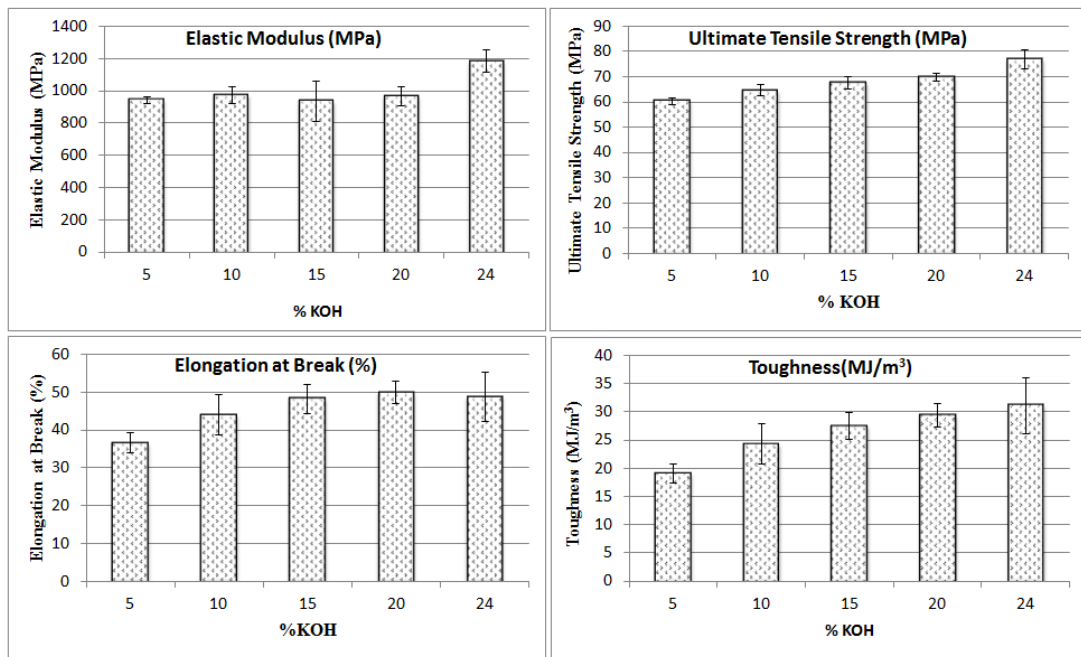 Elastic Modulus (MPa)
Elastic Modulus (MPa)
1400
1200
1000
800
600
400
200
0
5 10 15 20 24
% KOH
Ultimate Tensile Strength (MPa)
Ultimate Tensile Strength (MPa)
90
80
70
60
50
40
30
20
10
0
5 10 15 20 24
% KOH
Elongation at Break (%)
Elongation at Break (%)
60
50
40
30
20
10
0
5 10 15 20 24
%KOH
Toughness(MJ/m³)
Toughness (MJ/m³)
40
35
30
25
20
15
10
5
0
5 10 15 20 24
% KOH